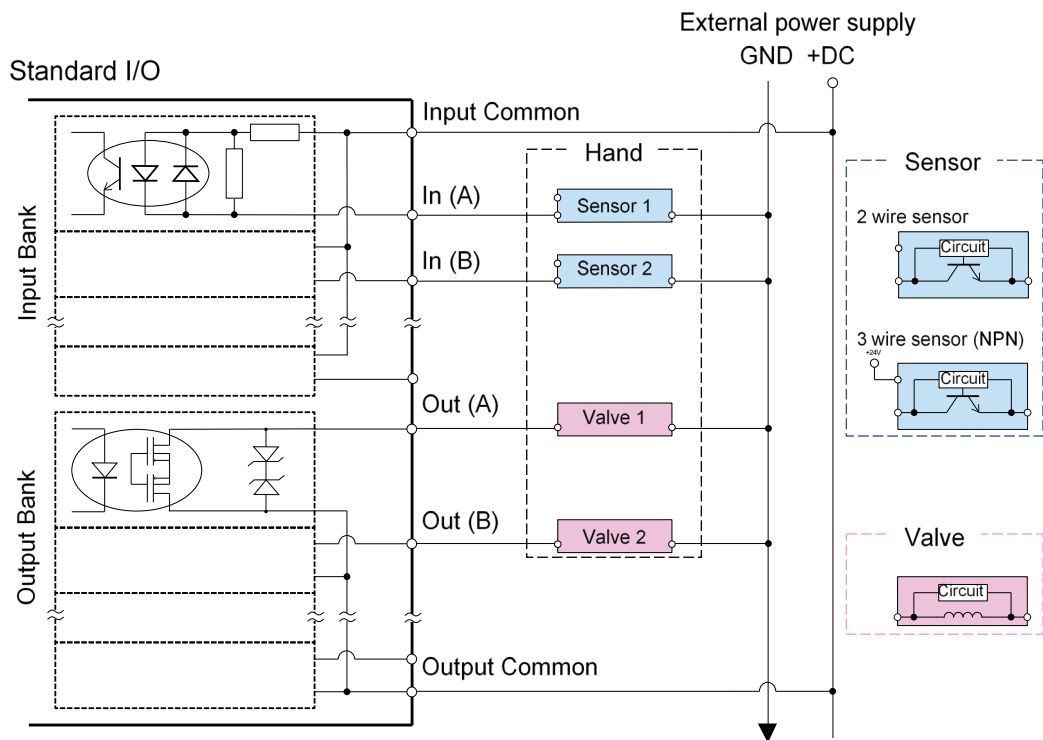 External power supply
GND +DC
Standard I/O
Input Common
Hand
Sensor
In (A)
Sensor 1
2 wire sensor
Circuit
Input Bank
In (B)
Sensor 2
3 wire sensor (NPN)
+24V
Circuit
Out (A)
Valve 1
Output Bank
Out (B)
Valve 2
Valve
Circuit
Output Common